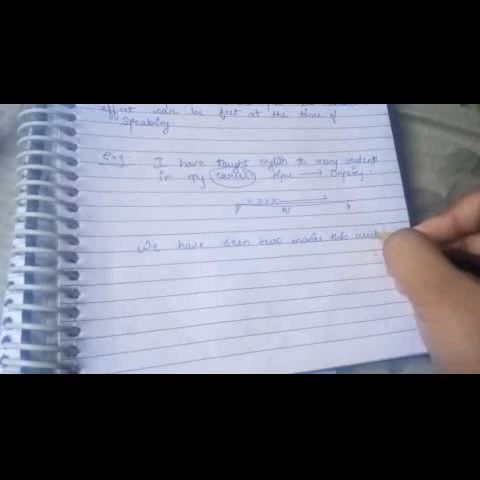 effect can be felt at the time of
speaking.
e.g I have taught english to many students
in my career time → Ongoing.
We have seen two movies this week